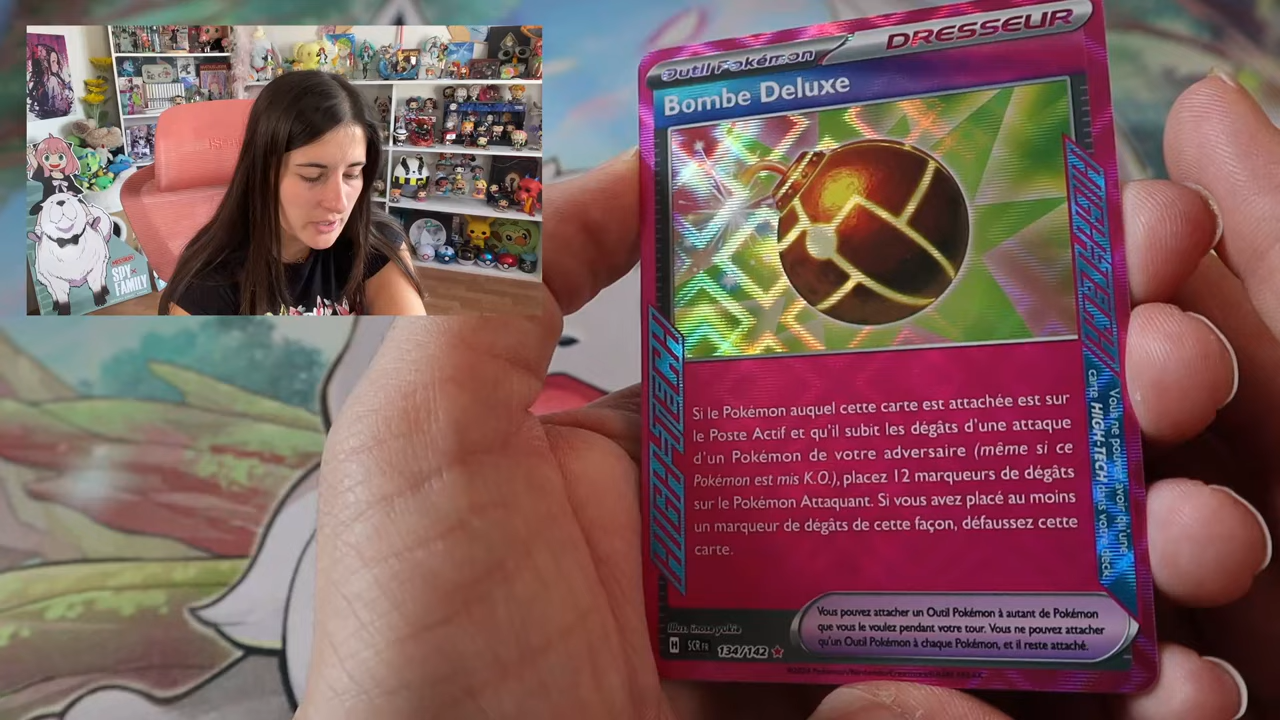 Outil Pokémon
DRESSEUR
Bombe Deluxe
HIGH-TECH
HIGH-TECH
Si le Pokémon auquel cette carte est attachée est sur
le Poste Actif et qu'il subit les dégâts d'une attaque
d'un Pokémon de votre adversaire (même si ce
Pokémon est mis K.O.), placez 12 marqueurs de dégâts
sur le Pokémon Attaquant. Si vous avez placé au moins
un marqueur de dégâts de cette façon, défaussez cette
carte.
Vous ne pouvez avoir qu'une
carte HIGH-TECH dans votre deck.
Vous pouvez attacher un Outil Pokémon à autant de Pokémon
que vous le voulez pendant votre tour. Vous ne pouvez attacher
qu'un Outil Pokémon à chaque Pokémon, et il reste attaché.
Illus. inose yukie
H SCR FR 134/142
SPY×
FAMILY